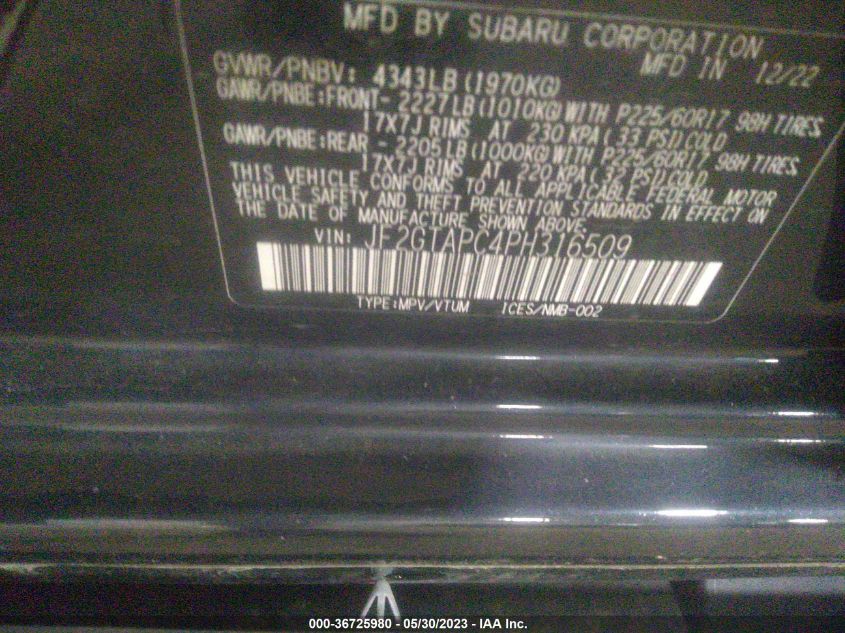 MFD BY SUBARU CORPORATION
MFD IN 12/22
GVWR/PNBV: 4343LB (1970KG)
GAWR/PNBE:FRONT- 2227LB(1010KG)WITH P225/60R17 98H TIRES
17X7J RIMS AT 230 KPA( 33 PSI)COLD
GAWR/PNBE:REAR - 2205LB(1000KG)WITH P225/60R17 98H TIRES
17X7J RIMS AT 220 KPA( 32 PSI)COLD
THIS VEHICLE CONFORMS TO ALL APPLICABLE FEDERAL MOTOR
VEHICLE SAFETY AND THEFT PREVENTION STANDARDS IN EFFECT ON
THE DATE OF MANUFACTURE SHOWN ABOVE.
VIN: JF2GTAPC4PH316509
TYPE:MPV/VTUM ICES/NMB-002
000-36725980 - 05/30/2023 - IAA Inc.